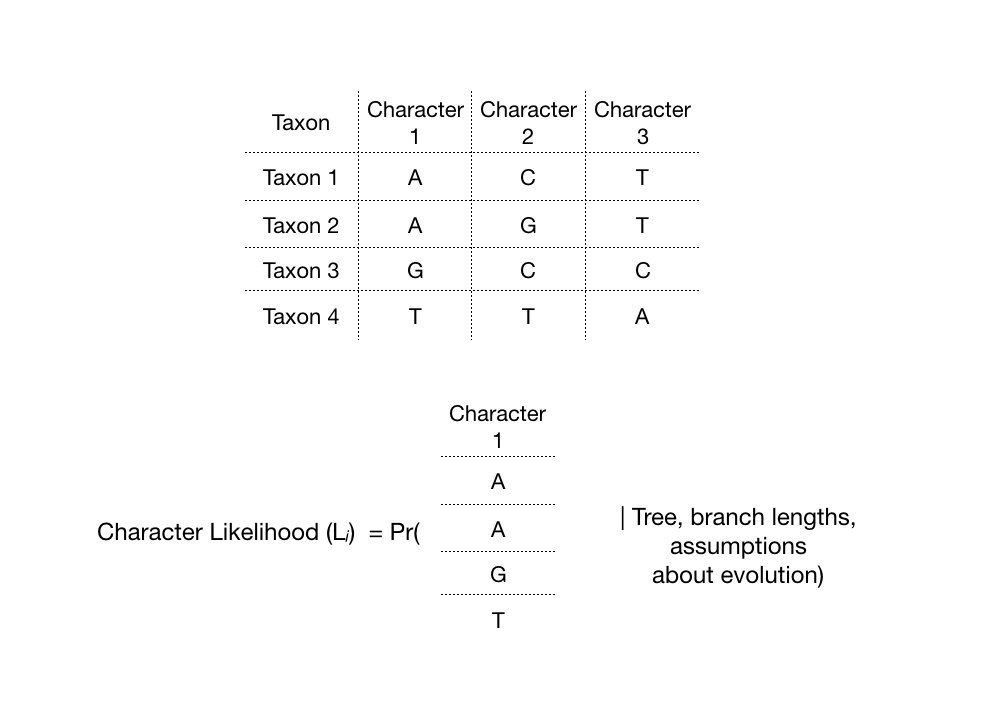 Taxon Character 1 Character 2 Character 3
Taxon 1 A C T
Taxon 2 A G T
Taxon 3 G C C
Taxon 4 T T A
Character
1
A
A
G
T
Character Likelihood (Li) = Pr(
| Tree, branch lengths,
assumptions
about evolution)